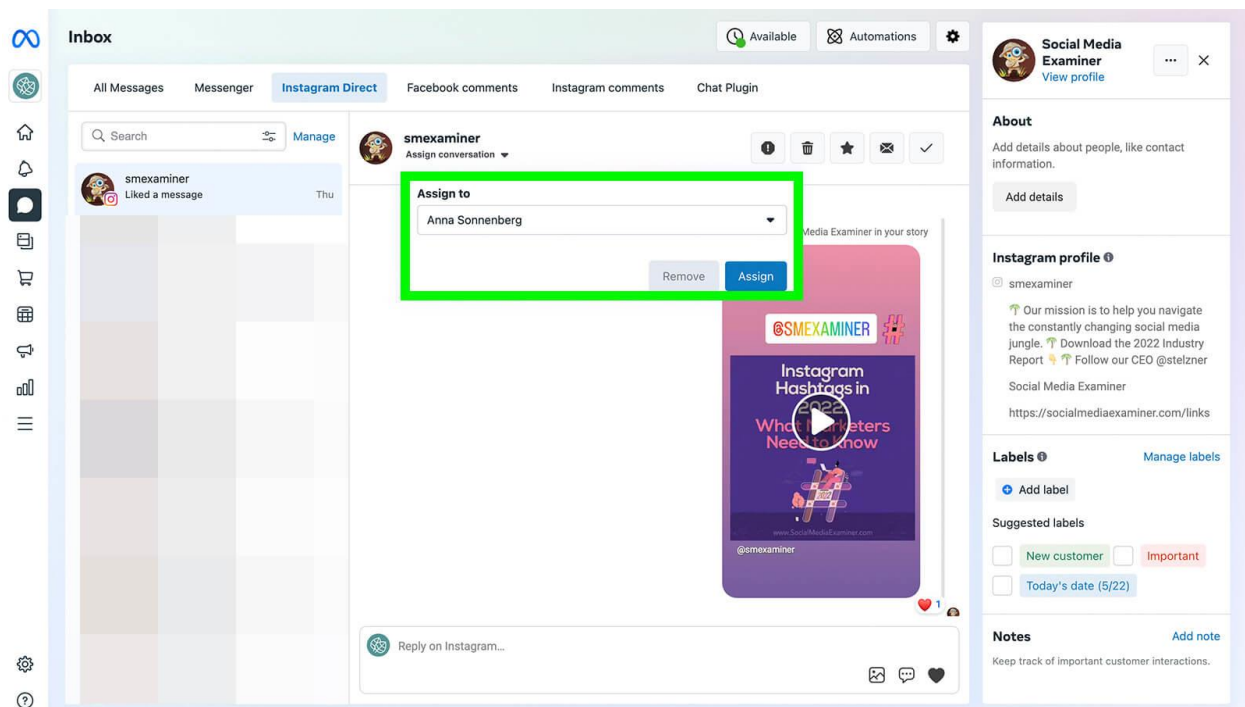 Inbox
Available
Automations
All Messages
Messenger
Instagram Direct
Facebook comments
Instagram comments
Chat Plugin
Search
Manage
smexaminer
Liked a message
Thu
smexaminer
Assign conversation
Assign to
Anna Sonnenberg
Remove
Assign
Media Examiner in your story
@SMEXAMINER
#
Instagram
Hashtags in
2022:
What Marketers
Need to Know
2022
www.SocialMediaExaminer.com
@smexaminer
1
Reply on Instagram...
Social Media
Examiner
View profile
About
Add details about people, like contact
information.
Add details
Instagram profile
smexaminer
🌴 Our mission is to help you navigate
the constantly changing social media
jungle. 🌴 Download the 2022 Industry
Report 👇 🌴 Follow our CEO @stelzner
Social Media Examiner
https://socialmediaexaminer.com/links
Labels
Manage labels
Add label
Suggested labels
New customer
Important
Today's date (5/22)
Notes
Add note
Keep track of important customer interactions.